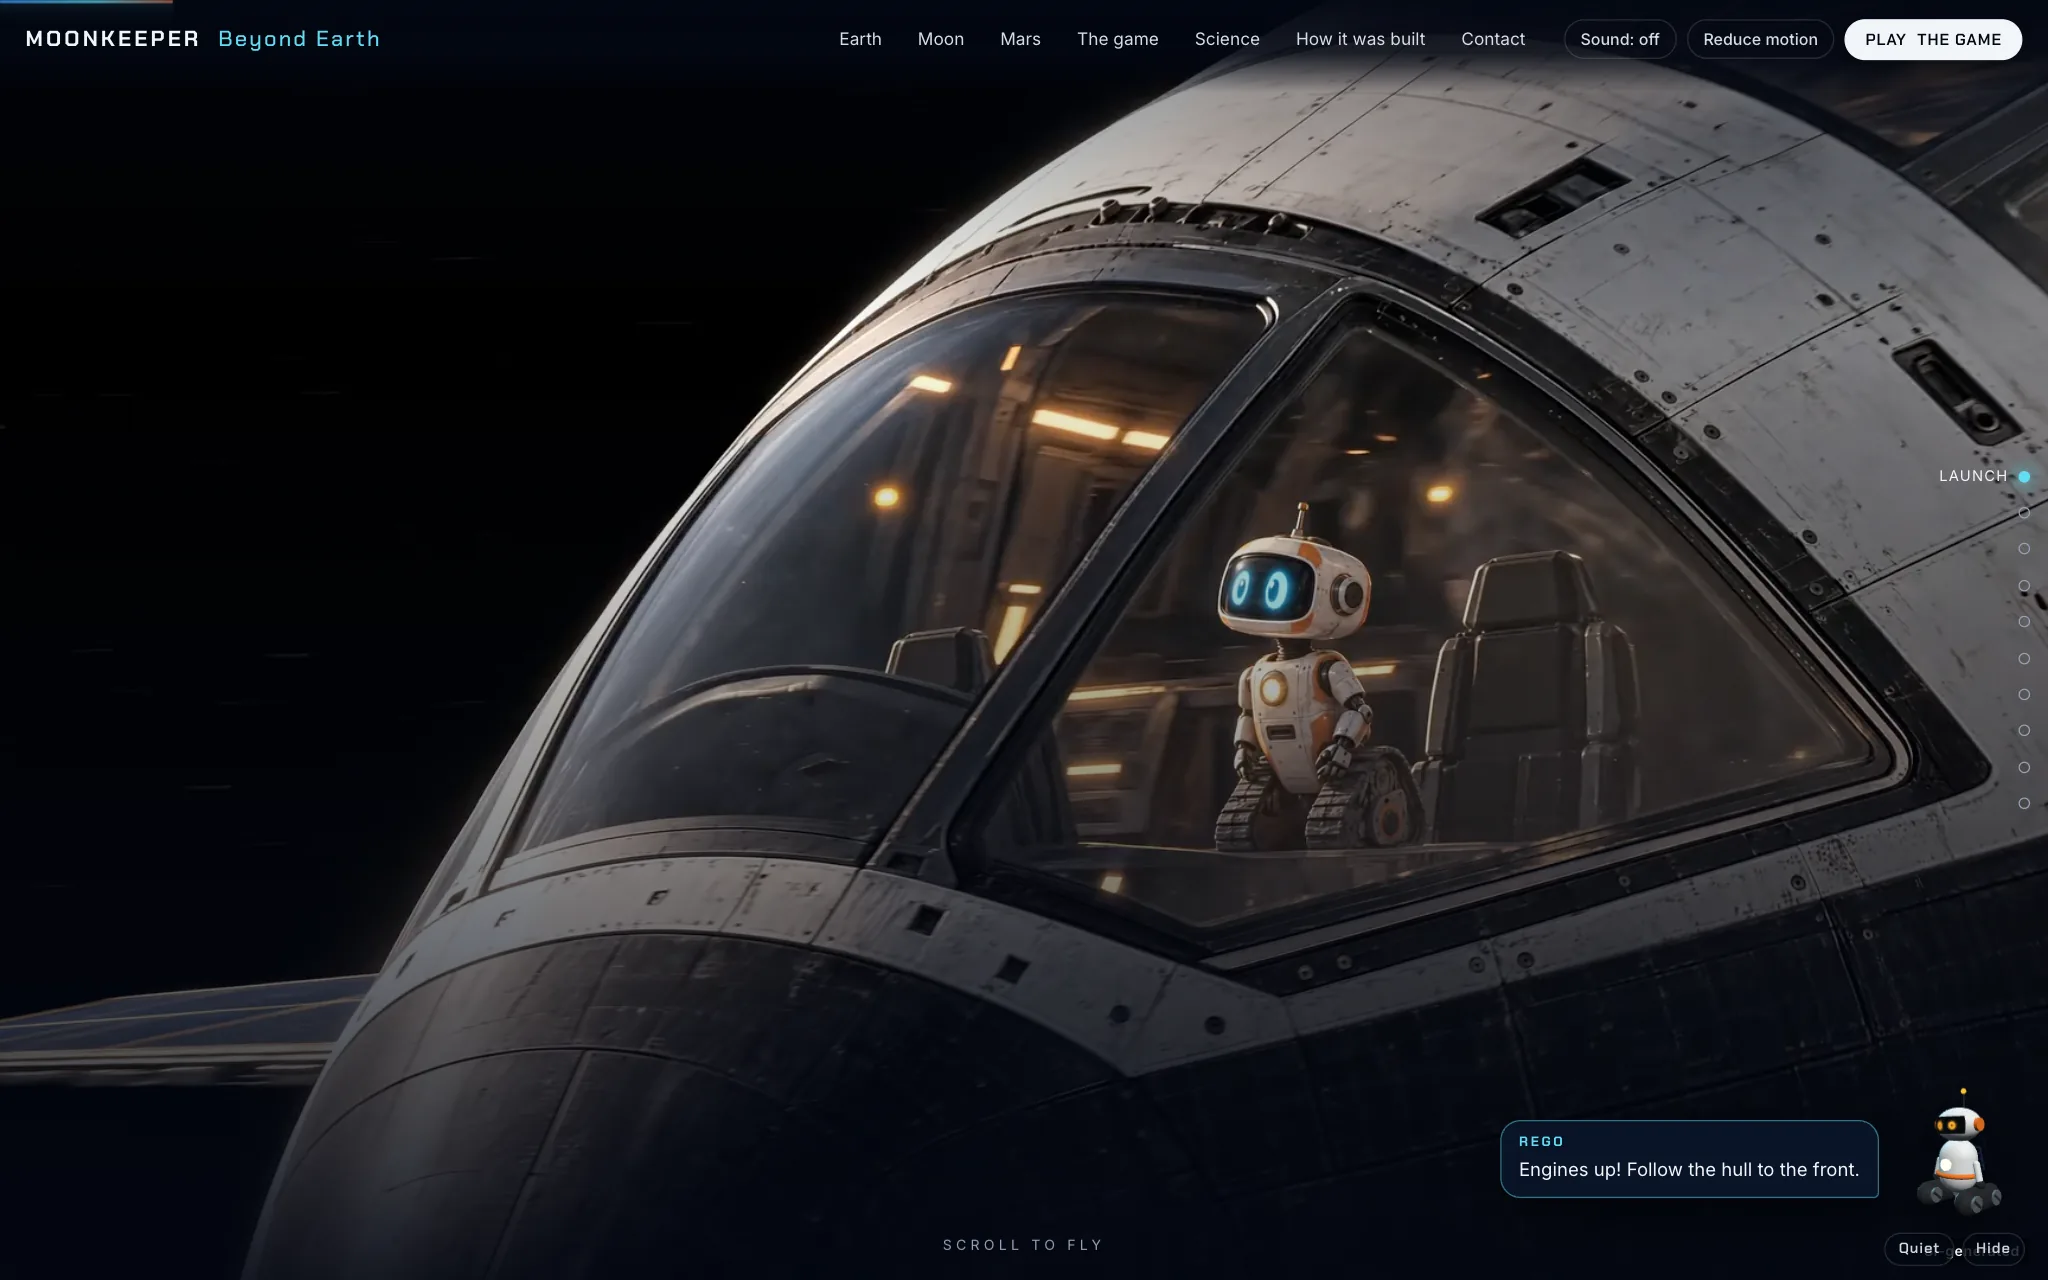 MOONKEEPER Beyond Earth
Earth Moon Mars The game Science How it was built Contact
Sound: off Reduce motion PLAY THE GAME
LAUNCH
REGO
Engines up! Follow the hull to the front.
SCROLL TO FLY
Quiet Hide